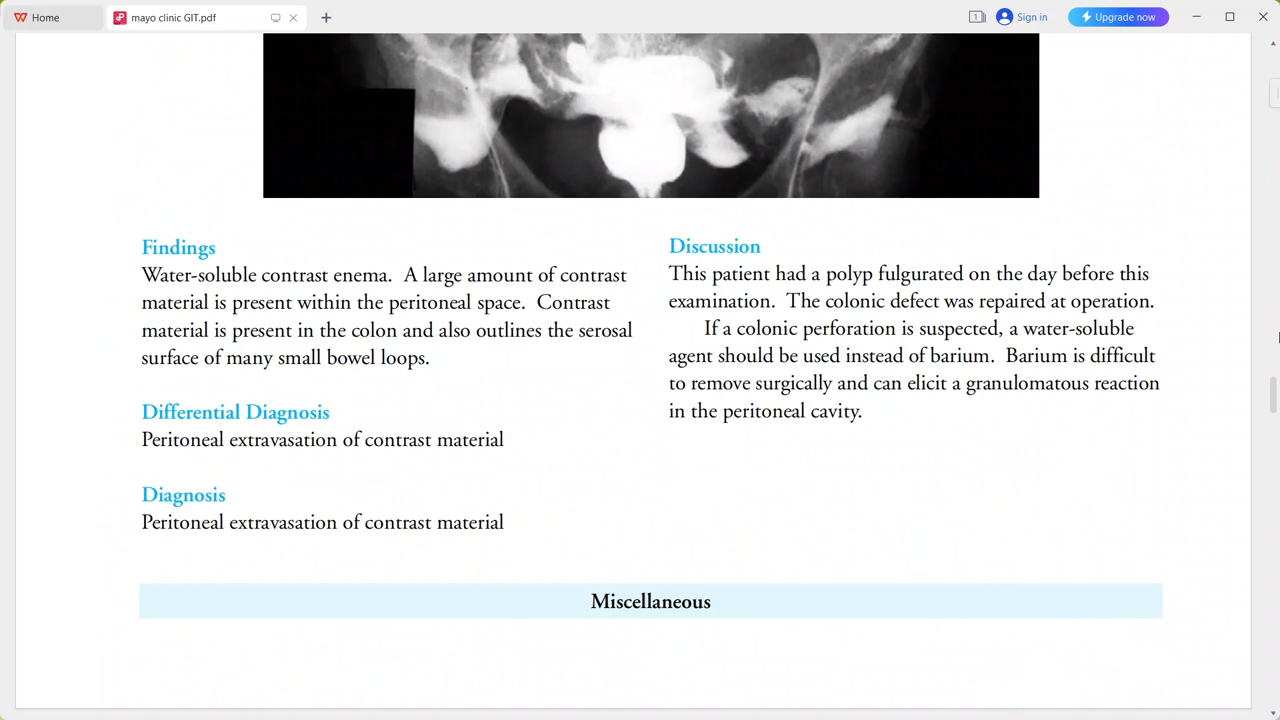 Home
mayo clinic GIT.pdf
1
Sign in
Upgrade now
Findings
Water-soluble contrast enema. A large amount of contrast
material is present within the peritoneal space. Contrast
material is present in the colon and also outlines the serosal
surface of many small bowel loops.
Differential Diagnosis
Peritoneal extravasation of contrast material
Diagnosis
Peritoneal extravasation of contrast material
Discussion
This patient had a polyp fulgurated on the day before this
examination. The colonic defect was repaired at operation.
If a colonic perforation is suspected, a water-soluble
agent should be used instead of barium. Barium is difficult
to remove surgically and can elicit a granulomatous reaction
in the peritoneal cavity.
Miscellaneous